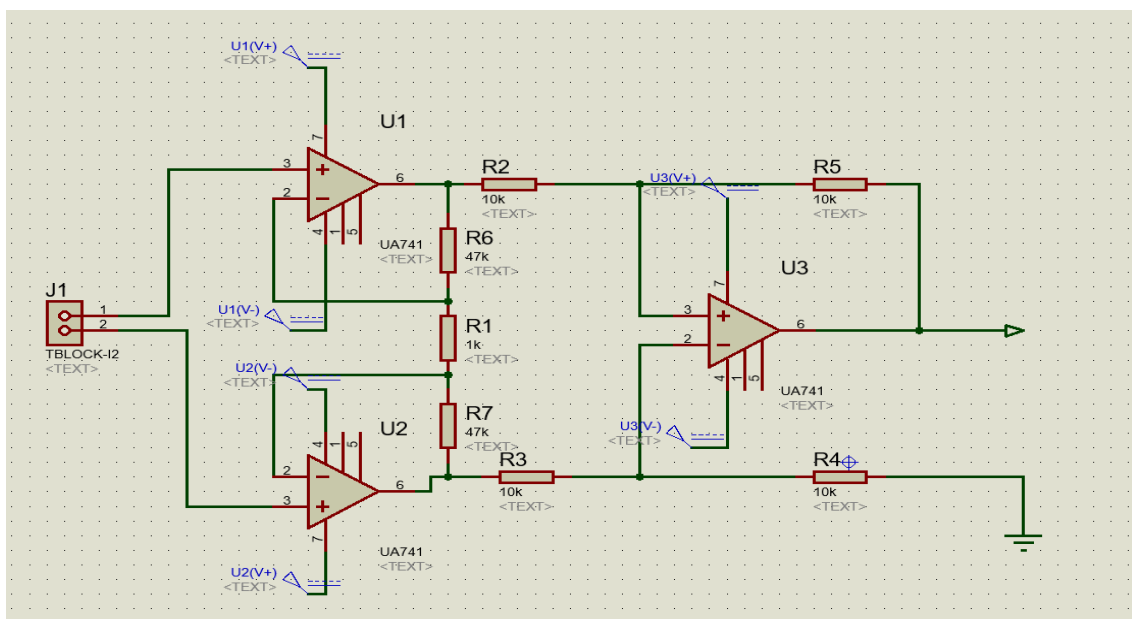 U1(V+)
<TEXT>
U1
7
3
2
6
4
1
5
UA741
<TEXT>
R2
10k
<TEXT>
U3(V+)
<TEXT>
R5
10k
<TEXT>
R6
47k
<TEXT>
J1
1
2
TBLOCK-I2
<TEXT>
U1(V-)
<TEXT>
R1
1k
<TEXT>
U3
7
3
2
6
4
1
5
UA741
<TEXT>
U2(V-)
<TEXT>
R7
47k
<TEXT>
U2
4
1
5
2
3
6
7
UA741
<TEXT>
U3(V-)
<TEXT>
R3
10k
<TEXT>
R4
10k
<TEXT>
U2(V+)
<TEXT>